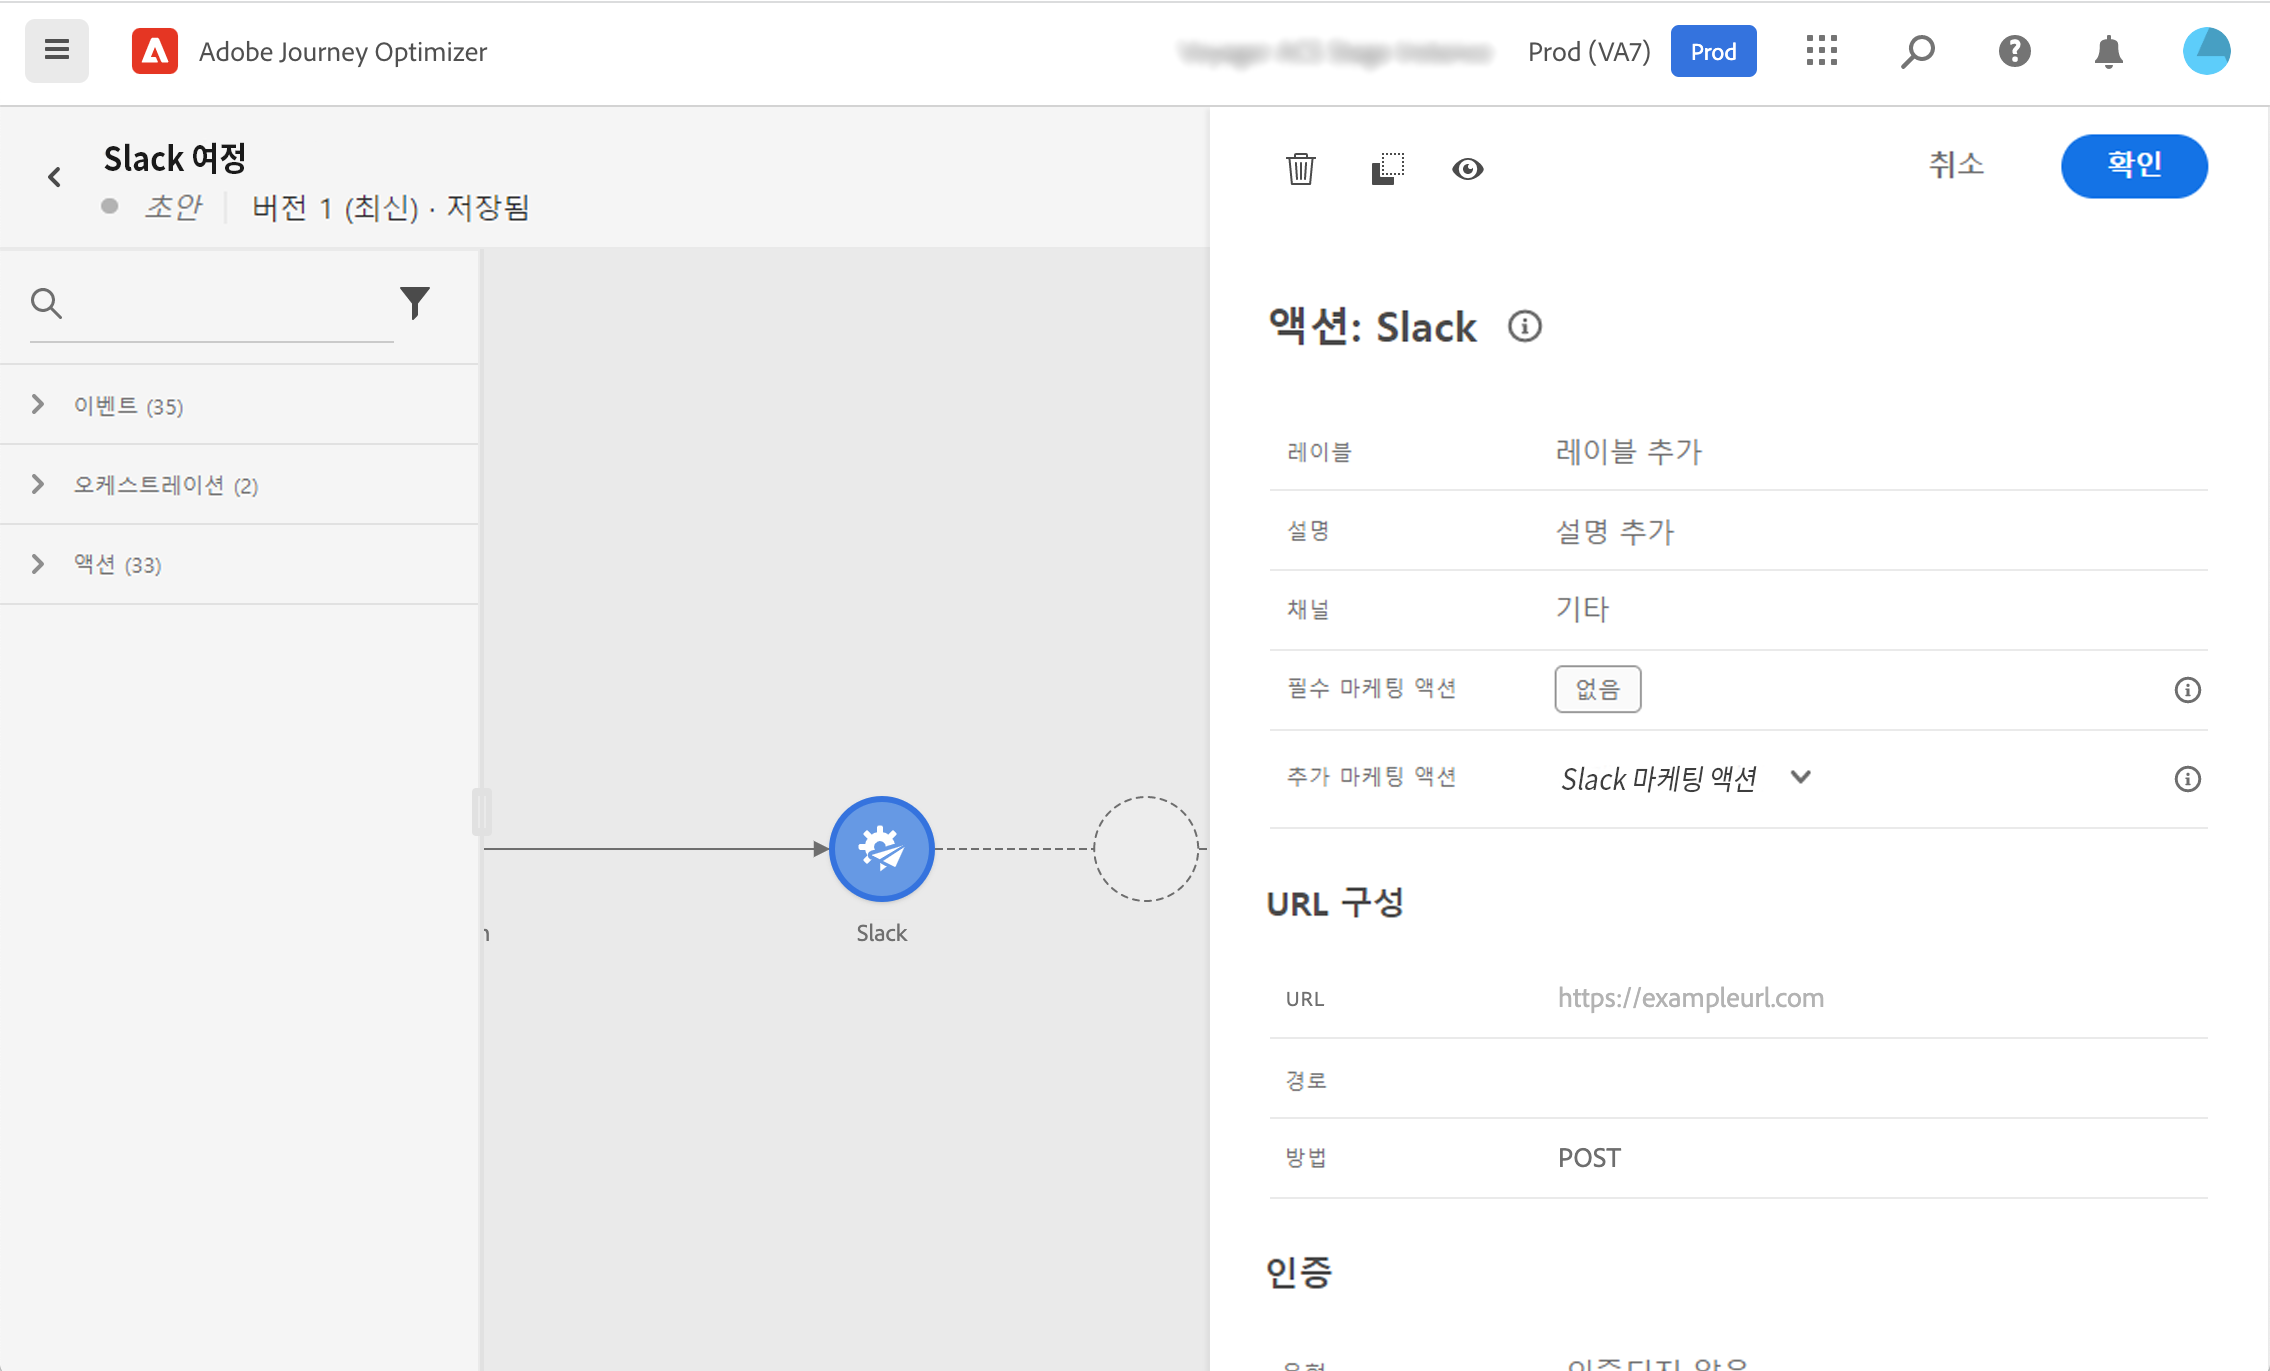 Adobe Journey Optimizer
Prod (VA7)
Prod
Slack 여정
초안
버전 1 (최신) · 저장됨
취소
확인
이벤트 (35)
오케스트레이션 (2)
액션 (33)
Slack
액션: Slack
레이블
레이블 추가
설명
설명 추가
채널
기타
필수 마케팅 액션
없음
추가 마케팅 액션
Slack 마케팅 액션
URL 구성
URL
https://exampleurl.com
경로
방법
POST
인증